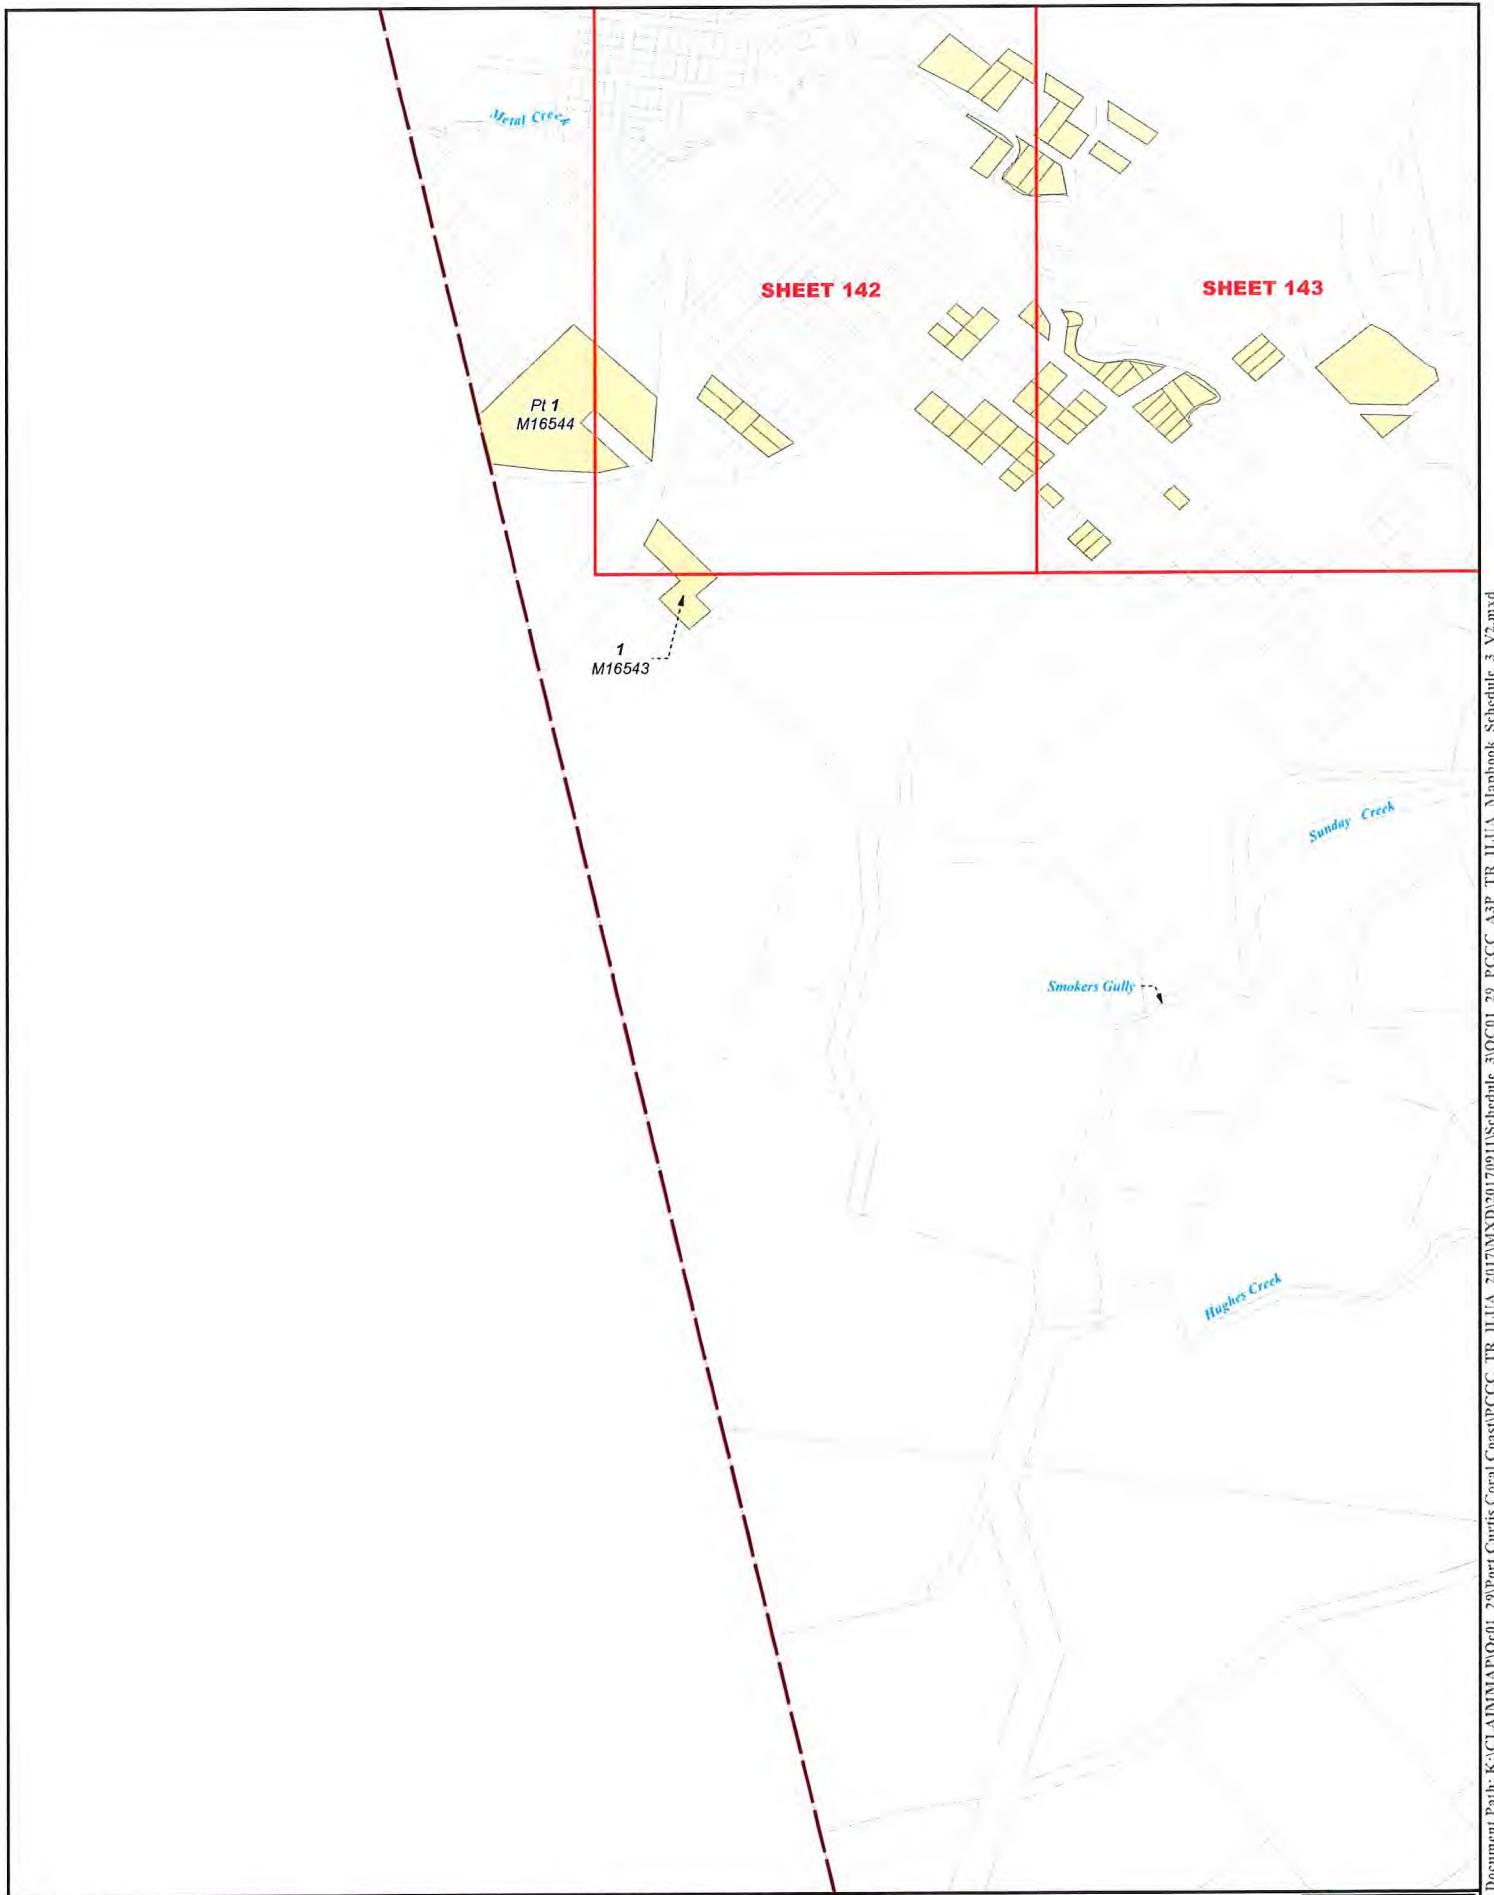 Metal Creek
SHEET 142
SHEET 143
Pt 1
M16544
1
M16543
Sunday Creek
Smokers Gully
Hughes Creek
Document Path: K:\CLAIMMAP\Qc01_29\Port Curtis Coral Coast\PCCC_TR_ILUA_2017\MXD\20170911\Schedule_3\QC01_29_PCCC_A3P_TR_ILUA_Mapbook_Schedule_3_V2.mxd